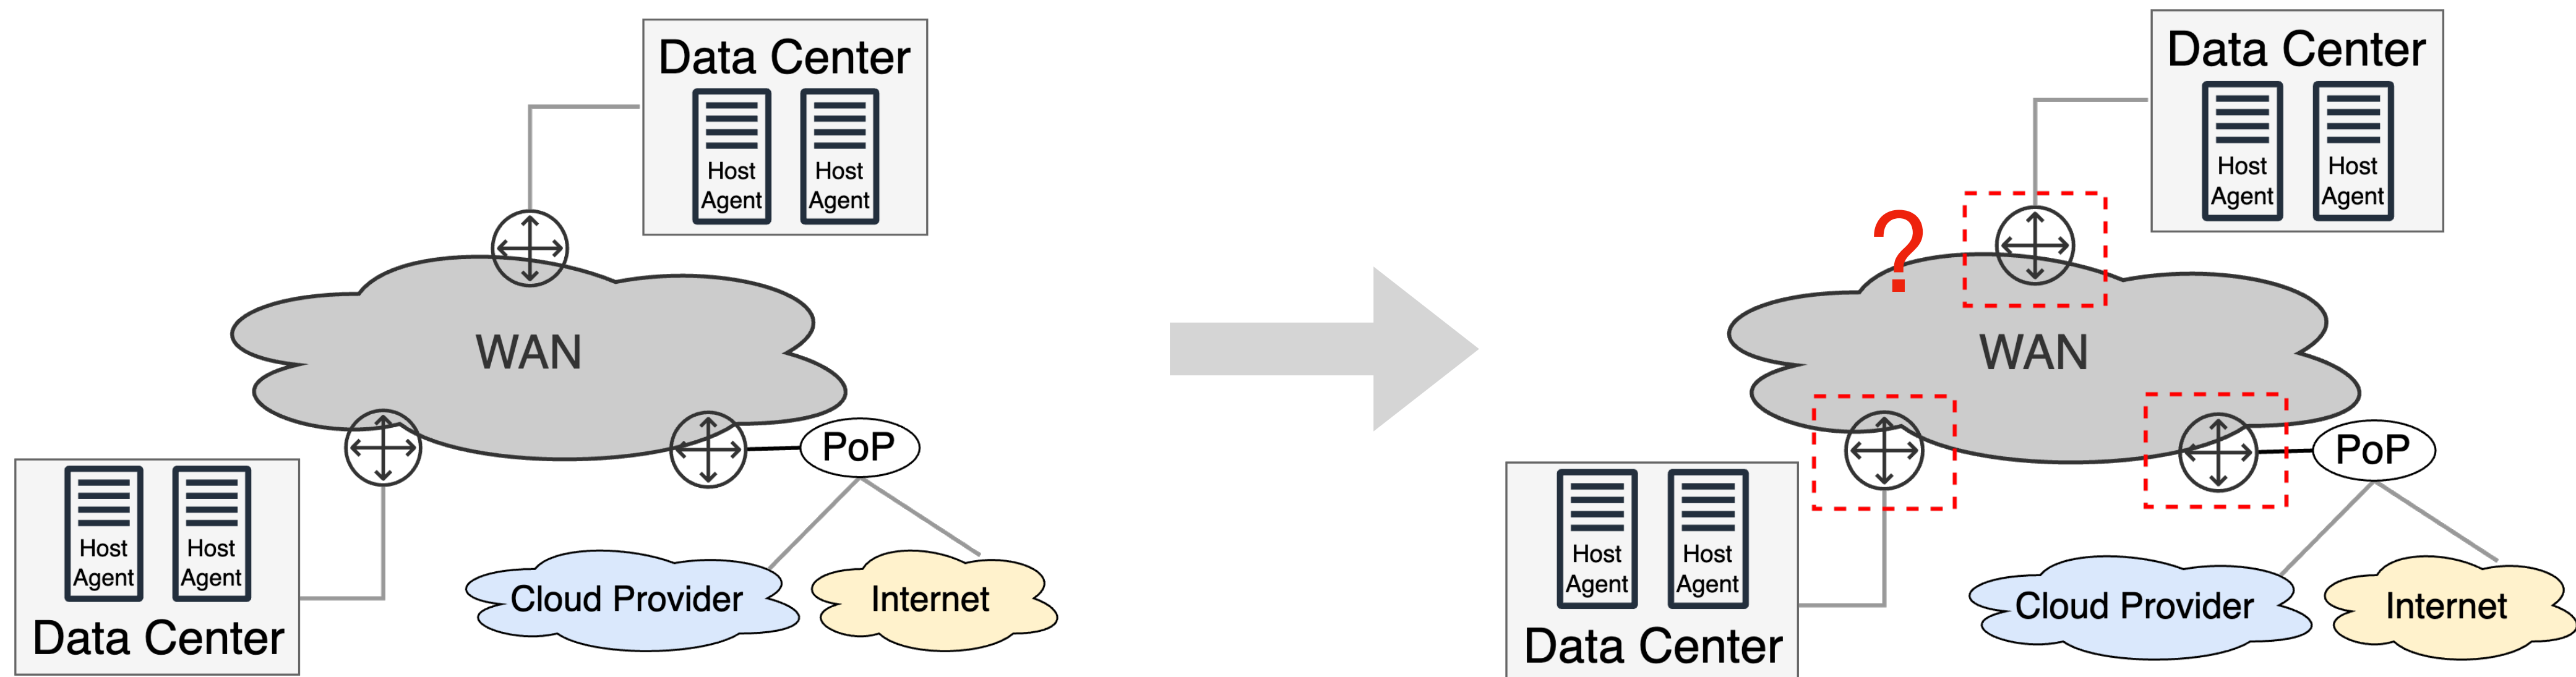 Data Center
Host
Agent
Host
Agent
WAN
PoP
Host
Agent
Host
Agent
Data Center
Cloud Provider
Internet
Data Center
Host
Agent
Host
Agent
?
WAN
PoP
Host
Agent
Host
Agent
Data Center
Cloud Provider
Internet